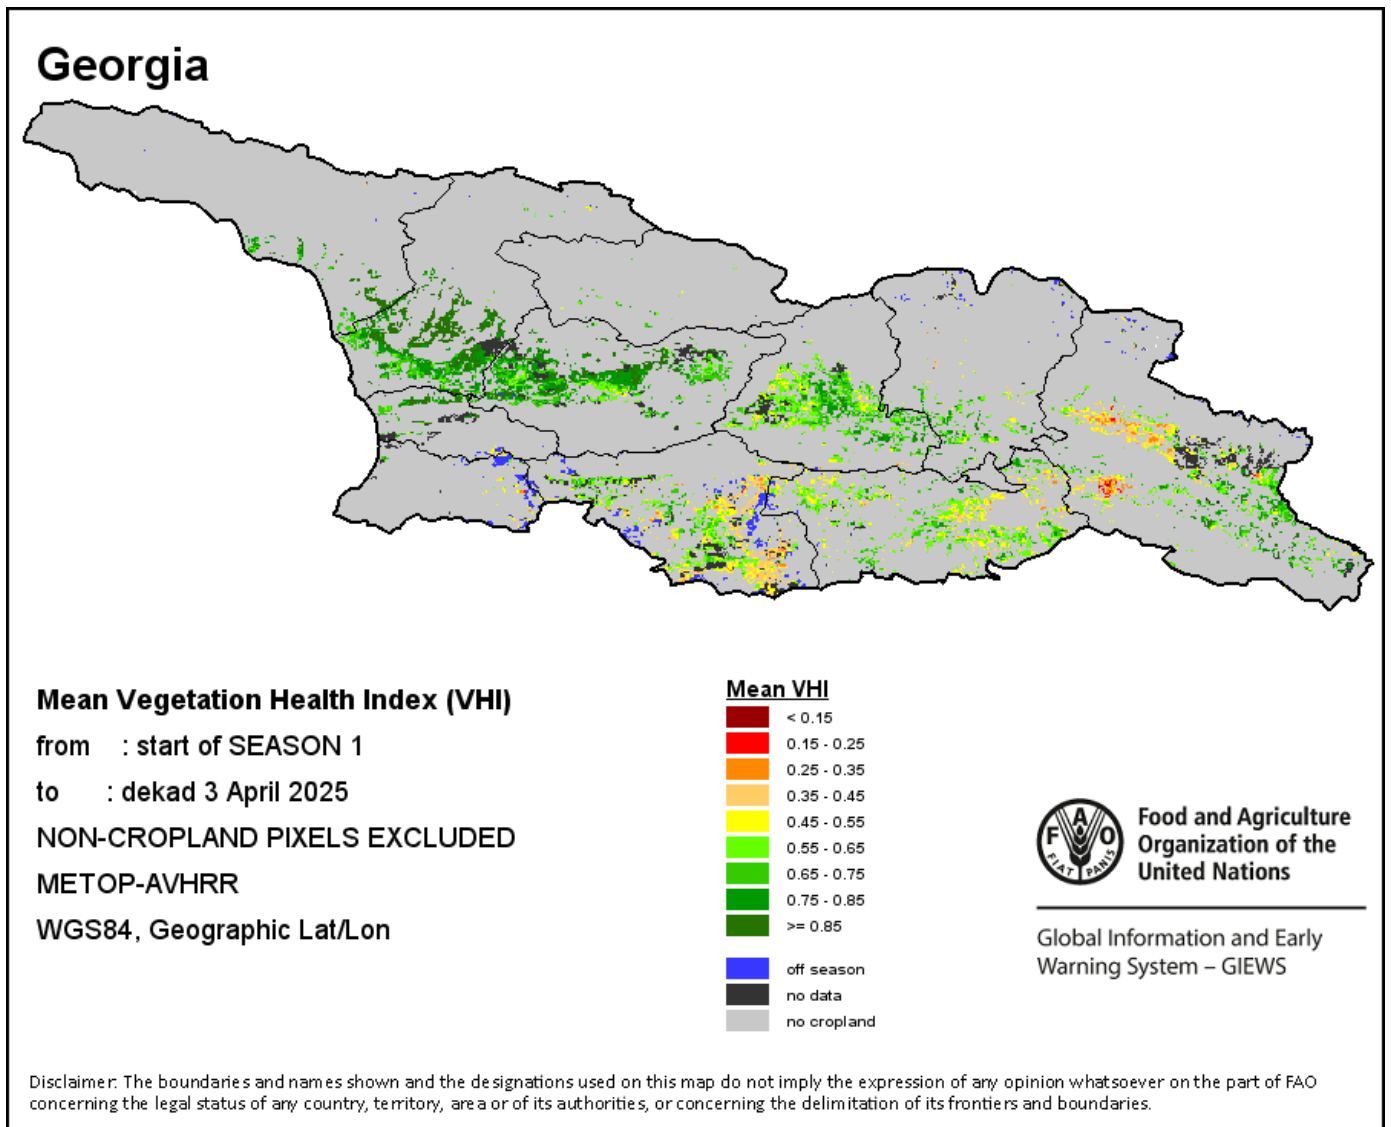 Georgia
Mean Vegetation Health Index (VHI)
from : start of SEASON 1
to : dekad 3 April 2025
NON-CROPLAND PIXELS EXCLUDED
METOP-AVHRR
WGS84, Geographic Lat/Lon
Mean VHI
< 0.15
0.15 - 0.25
0.25 - 0.35
0.35 - 0.45
0.45 - 0.55
0.55 - 0.65
0.65 - 0.75
0.75 - 0.85
>= 0.85
off season
no data
no cropland
F A O
FIAT PANIS
Food and Agriculture
Organization of the
United Nations
Global Information and Early
Warning System – GIEWS
Disclaimer: The boundaries and names shown and the designations used on this map do not imply the expression of any opinion whatsoever on the part of FAO
concerning the legal status of any country, territory, area or of its authorities, or concerning the delimitation of its frontiers and boundaries.